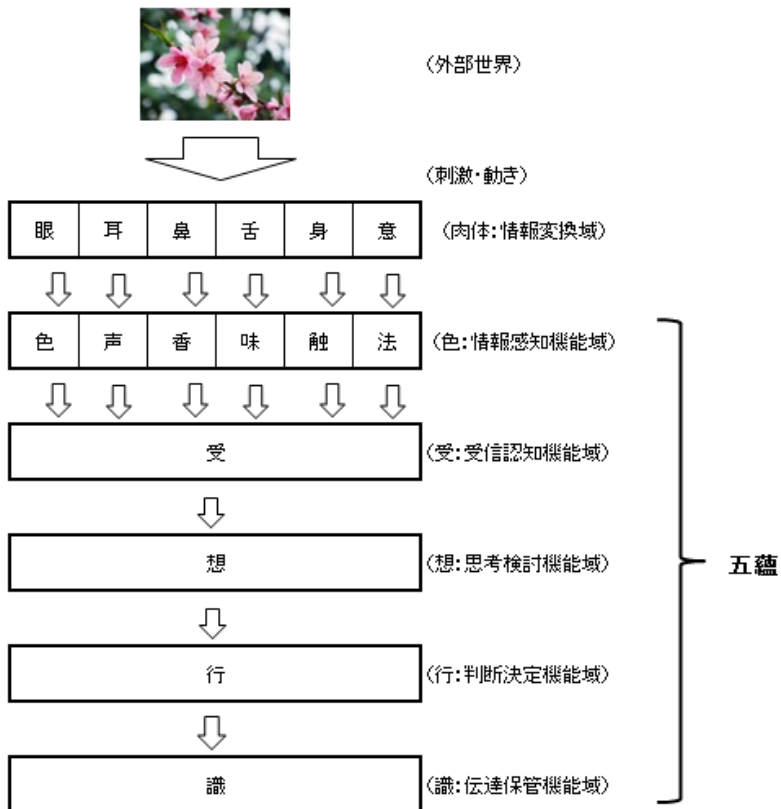 (外部世界)
(刺激・動き)
眼 耳 鼻 舌 身 意 (肉体:情報変換域)
色 声 香 味 触 法 (色:情報感知機能域)
受 (受:受信認知機能域)
想 (想:思考検討機能域)
五蘊
行 (行:判断決定機能域)
識 (識:伝達保管機能域)